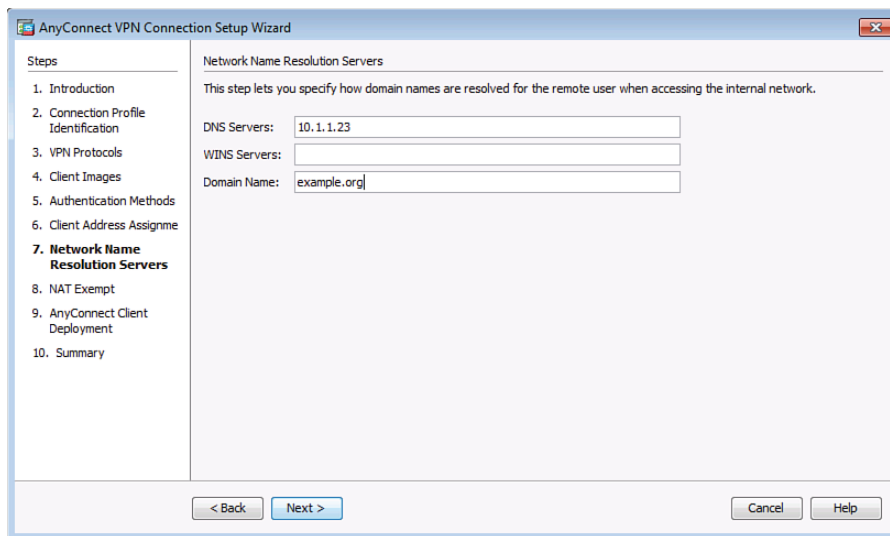 AnyConnect VPN Connection Setup Wizard
Steps
1. Introduction
2. Connection Profile
Identification
3. VPN Protocols
4. Client Images
5. Authentication Methods
6. Client Address Assignme
7. Network Name
Resolution Servers
8. NAT Exempt
9. AnyConnect Client
Deployment
10. Summary
Network Name Resolution Servers
This step lets you specify how domain names are resolved for the remote user when accessing the internal network.
DNS Servers: 10.1.1.23
WINS Servers:
Domain Name: example.org
< Back Next > Cancel Help